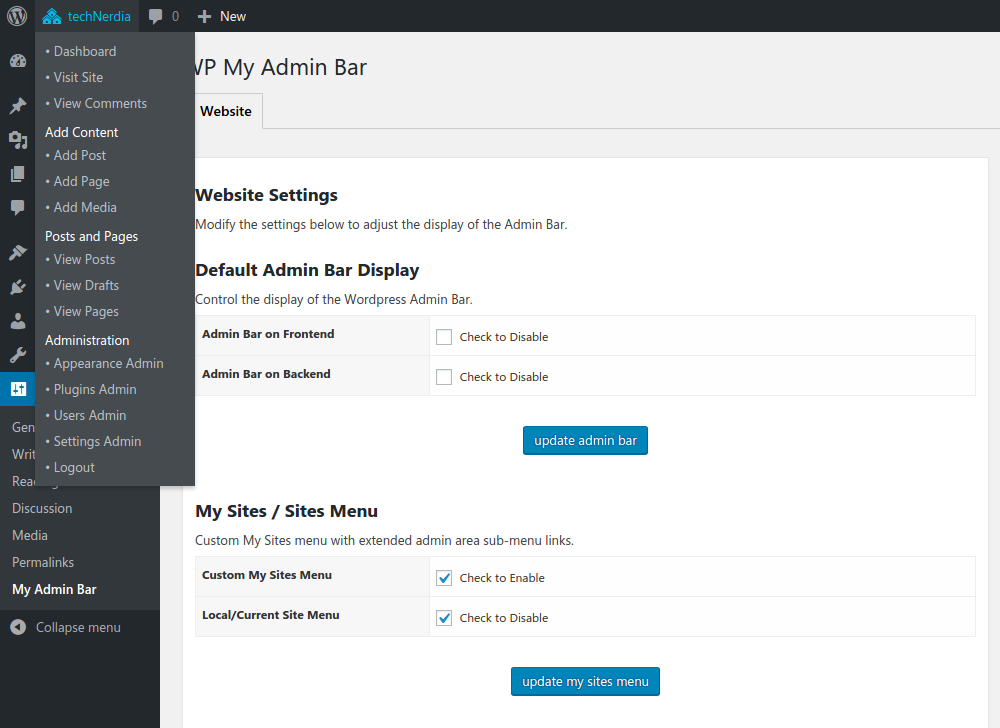 techNerdia 0 New
• Dashboard
• Visit Site
• View Comments
Add Content
• Add Post
• Add Page
• Add Media
Posts and Pages
• View Posts
• View Drafts
• View Pages
Administration
• Appearance Admin
• Plugins Admin
• Users Admin
• Settings Admin
• Logout
Discussion
Media
Permalinks
My Admin Bar
Collapse menu
My Admin Bar
Website
Website Settings
Modify the settings below to adjust the display of the Admin Bar.
Default Admin Bar Display
Control the display of the Wordpress Admin Bar.
Admin Bar on Frontend Check to Disable
Admin Bar on Backend Check to Disable
update admin bar
My Sites / Sites Menu
Custom My Sites menu with extended admin area sub-menu links.
Custom My Sites Menu Check to Enable
Local/Current Site Menu Check to Disable
update my sites menu